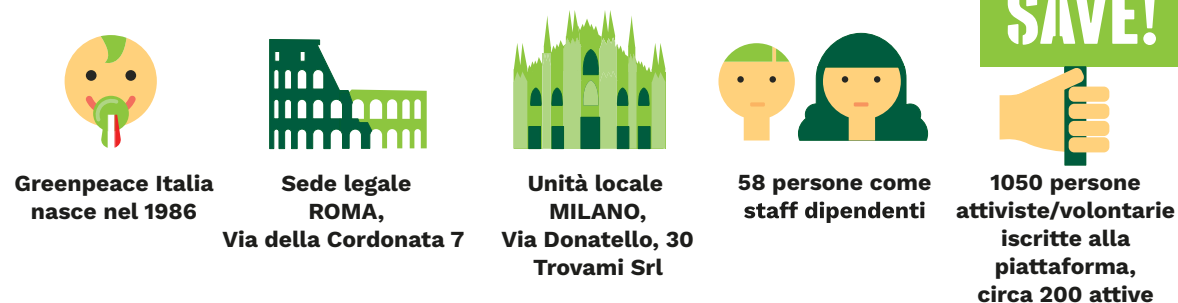 SAVE!
Greenpeace Italia
nasce nel 1986
Sede legale
ROMA,
Via della Cordonata 7
Unità locale
MILANO,
Via Donatello, 30
Trovami Srl
58 persone come
staff dipendenti
1050 persone
attiviste/volontarie
iscritte alla
piattaforma,
circa 200 attive